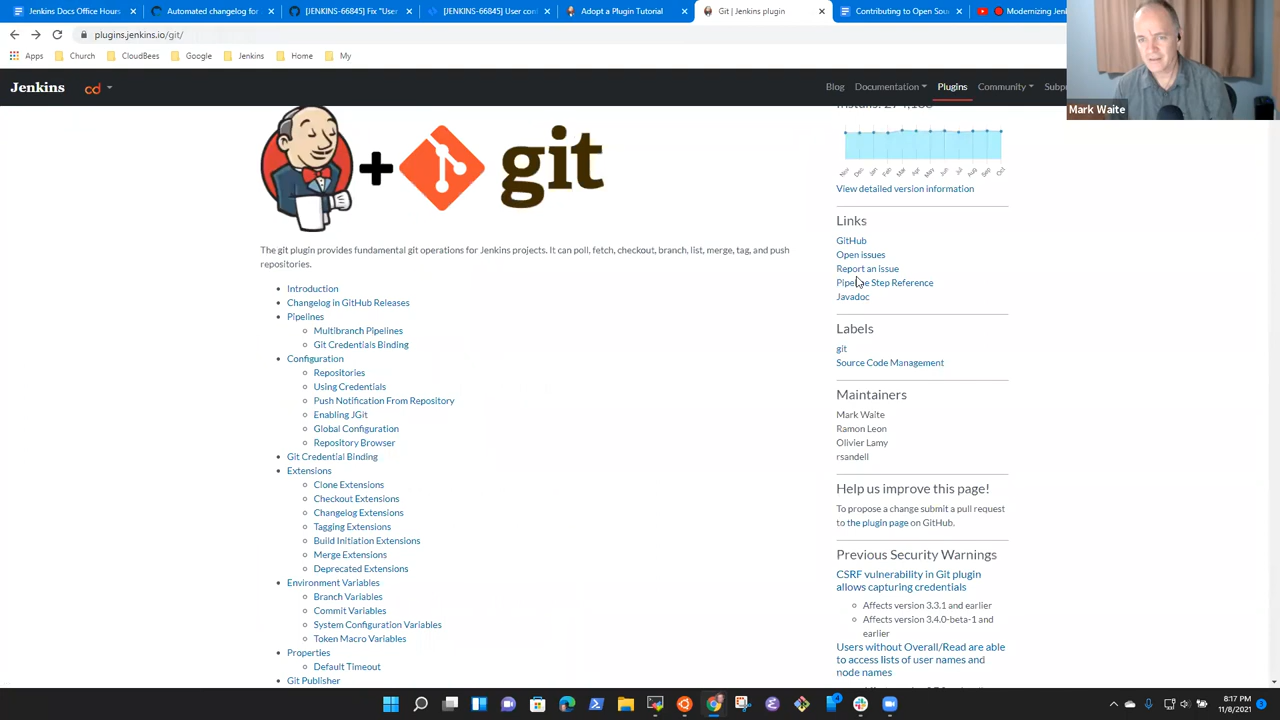 Jenkins Docs Office Hours
Automated changelog for
[JENKINS-66845] Fix "User
[JENKINS-66845] User con
Adopt a Plugin Tutorial
Git | Jenkins plugin
Contributing to Open Sou
Modernizing Jen
plugins.jenkins.io/git/
Apps
Church
CloudBees
Google
Jenkins
Home
My
Mark Waite
Jenkins
cd
Blog
Documentation
Plugins
Community
git
View detailed version information
Links
GitHub
Open issues
Report an issue
Pipeline Step Reference
Javadoc
The git plugin provides fundamental git operations for Jenkins projects. It can poll, fetch, checkout, branch, list, merge, tag, and push
repositories.
Introduction
Changelog in GitHub Releases
Pipelines
Multibranch Pipelines
Git Credentials Binding
Configuration
Repositories
Using Credentials
Push Notification From Repository
Enabling JGit
Global Configuration
Repository Browser
Git Credential Binding
Extensions
Clone Extensions
Checkout Extensions
Changelog Extensions
Tagging Extensions
Build Initiation Extensions
Merge Extensions
Deprecated Extensions
Environment Variables
Branch Variables
Commit Variables
System Configuration Variables
Token Macro Variables
Properties
Default Timeout
Git Publisher
Labels
git
Source Code Management
Maintainers
Mark Waite
Ramon Leon
Olivier Lamy
rsandell
Help us improve this page!
To propose a change submit a pull request
to the plugin page on GitHub.
Previous Security Warnings
CSRF vulnerability in Git plugin
allows capturing credentials
Affects version 3.3.1 and earlier
Affects version 3.4.0-beta-1 and
earlier
Users without Overall/Read are able
to access lists of user names and
node names
8:17 PM
11/8/2021